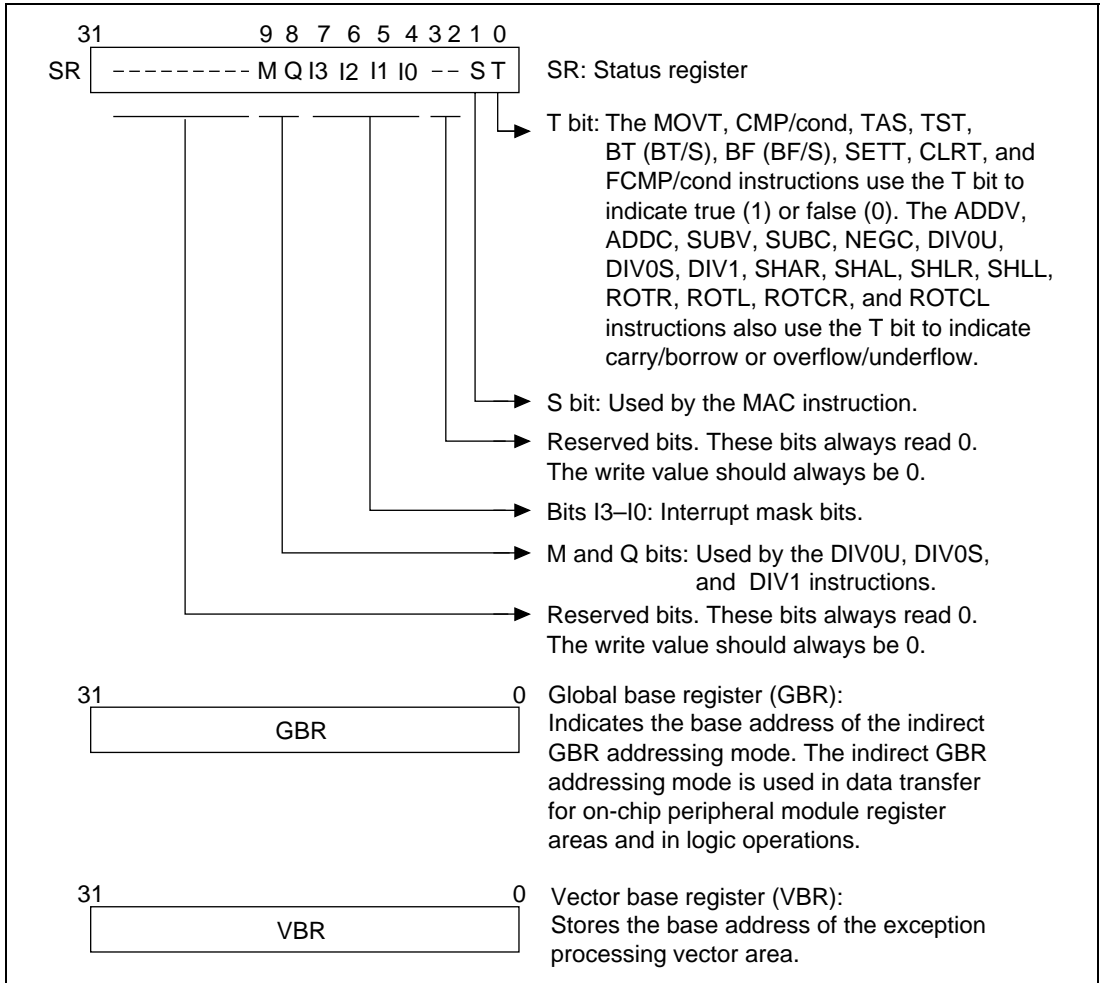 31 9 8 7 6 5 4 3 2 1 0
SR --------- M Q I3 I2 I1 I0 -- S T SR: Status register
T bit: The MOVT, CMP/cond, TAS, TST,
BT (BT/S), BF (BF/S), SETT, CLRT, and
FCMP/cond instructions use the T bit to
indicate true (1) or false (0). The ADDV,
ADDC, SUBV, SUBC, NEGC, DIV0U,
DIV0S, DIV1, SHAR, SHAL, SHLR, SHLL,
ROTR, ROTL, ROTCR, and ROTCL
instructions also use the T bit to indicate
carry/borrow or overflow/underflow.
S bit: Used by the MAC instruction.
Reserved bits. These bits always read 0.
The write value should always be 0.
Bits I3–I0: Interrupt mask bits.
M and Q bits: Used by the DIV0U, DIV0S,
and DIV1 instructions.
Reserved bits. These bits always read 0.
The write value should always be 0.
31 0
GBR
Global base register (GBR):
Indicates the base address of the indirect
GBR addressing mode. The indirect GBR
addressing mode is used in data transfer
for on-chip peripheral module register
areas and in logic operations.
31 0
VBR
Vector base register (VBR):
Stores the base address of the exception
processing vector area.